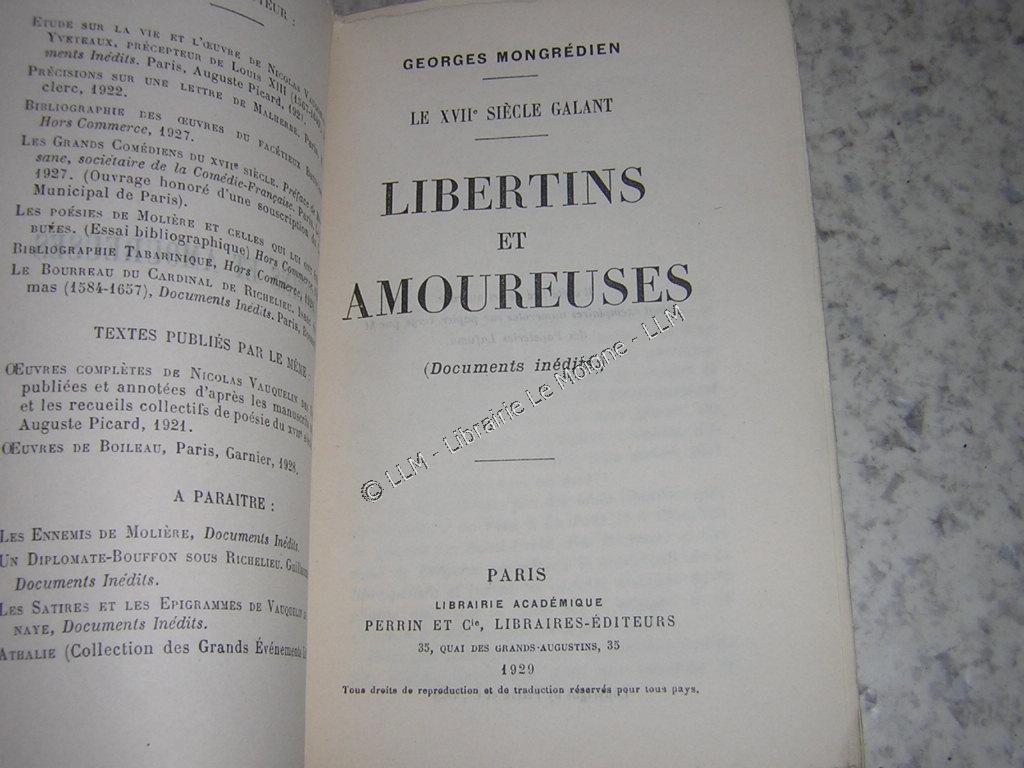 TEUR :
ETUDE SUR LA VIE ET L'ŒUVRE DE NICOLAS
YVETEAUX, PRÉCEPTEUR DE LOUIS XIII
ments Inédits. Paris, Auguste Picard, 1921.
PRÉCISIONS SUR UNE LETTRE DE MALHERBE.
clerc, 1922.
BIBLIOGRAPHIE DES ŒUVRES DU FACÉTIEUX
Hors Commerce, 1927.
LES GRANDS COMÉDIENS DU XVIIe SIÈCLE. Préface de
sane, sociétaire de la Comédie-Française. Paris,
1927. (Ouvrage honoré d'une souscription
Municipal de Paris).
LES POÉSIES DE MOLIÈRE ET CELLES QUI LUI
BUÉES. (Essai bibliographique) Hors Commerce,
BIBLIOGRAPHIE TABARINIQUE, Hors Commerce,
LE BOURREAU DU CARDINAL DE RICHELIEU.
mas (1584-1657), Documents Inédits. Paris,
TEXTES PUBLIÉS PAR LE MÊME :
ŒUVRES COMPLÈTES DE NICOLAS VAUQUELIN
publiées et annotées d'après les
et les recueils collectifs de poésie du XVIIe
Auguste Picard, 1921.
ŒUVRES DE BOILEAU, Paris, Garnier, 1928.
A PARAITRE :
LES ENNEMIS DE MOLIÈRE, Documents Inédits.
UN DIPLOMATE-BOUFFON SOUS RICHELIEU.
Documents Inédits.
LES SATIRES ET LES EPIGRAMMES DE VAUQUELIN
NAYE, Documents Inédits.
ATHALIE (Collection des Grands Événements
GEORGES MONGRÉDIEN
LE XVIIe SIÈCLE GALANT
LIBERTINS
ET
AMOUREUSES
(Documents inédits)
© LLM - Librairie Le Moigne - LLM
PARIS
LIBRAIRIE ACADÉMIQUE
PERRIN ET Cie, LIBRAIRES-ÉDITEURS
35, QUAI DES GRANDS-AUGUSTINS, 35
1929
Tous droits de reproduction et de traduction réservés pour tous pays.